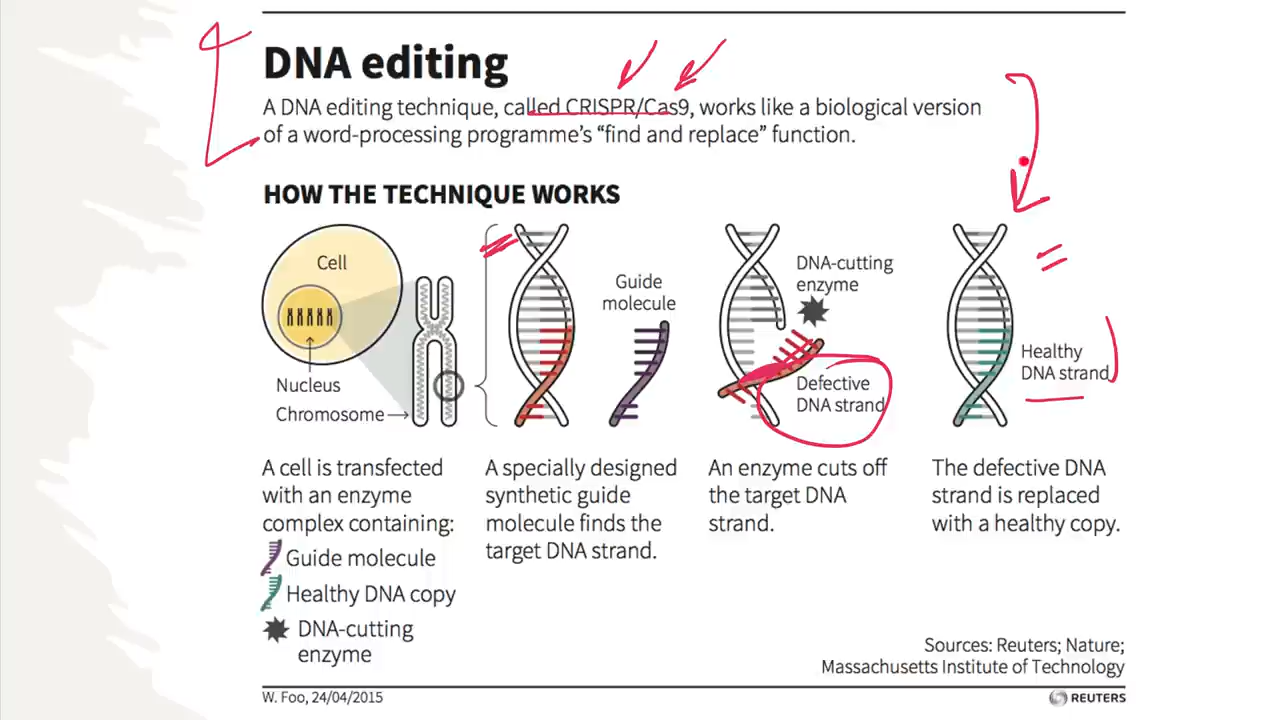 DNA editing
A DNA editing technique, called CRISPR/Cas9, works like a biological version
of a word-processing programme's “find and replace” function.
HOW THE TECHNIQUE WORKS
Cell
Nucleus
Chromosome
Guide
molecule
DNA-cutting
enzyme
Defective
DNA strand
Healthy
DNA strand
A cell is transfected
with an enzyme
complex containing:
Guide molecule
Healthy DNA copy
DNA-cutting
enzyme
A specially designed
synthetic guide
molecule finds the
target DNA strand.
An enzyme cuts off
the target DNA
strand.
The defective DNA
strand is replaced
with a healthy copy.
Sources: Reuters; Nature;
Massachusetts Institute of Technology
W. Foo, 24/04/2015
REUTERS